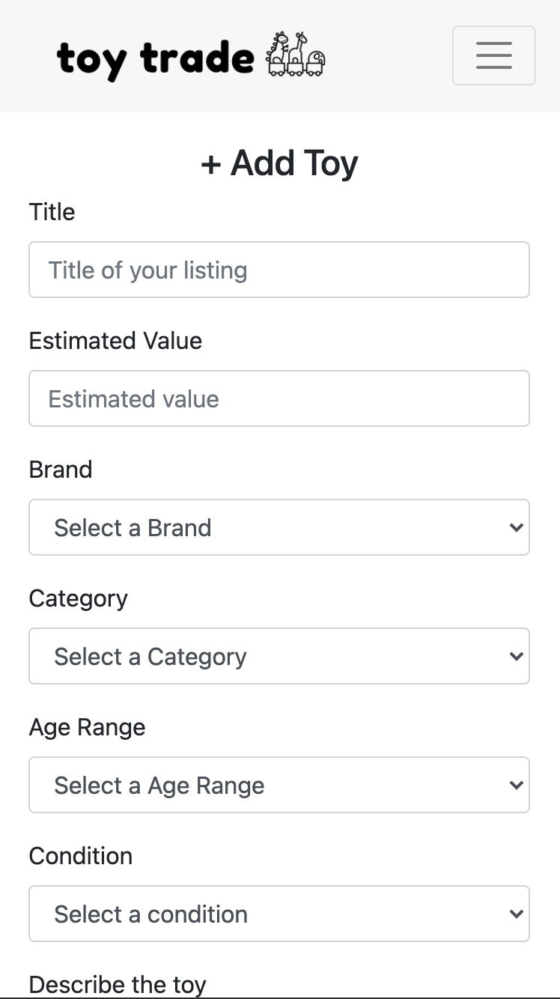 toy trade
+ Add Toy
Title
Title of your listing
Estimated Value
Estimated value
Brand
Select a Brand
Category
Select a Category
Age Range
Select a Age Range
Condition
Select a condition
Describe the toy